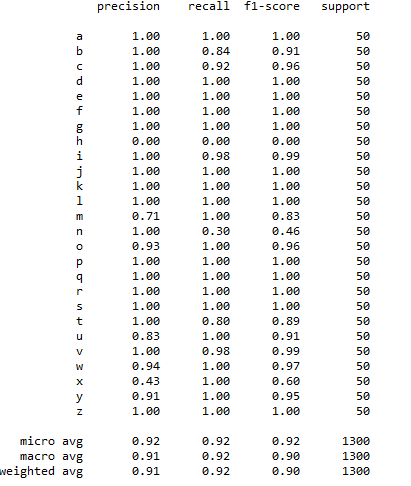 precision recall f1-score support
a 1.00 1.00 1.00 50
b 1.00 0.84 0.91 50
c 1.00 0.92 0.96 50
d 1.00 1.00 1.00 50
e 1.00 1.00 1.00 50
f 1.00 1.00 1.00 50
g 1.00 1.00 1.00 50
h 0.00 0.00 0.00 50
i 1.00 0.98 0.99 50
j 1.00 1.00 1.00 50
k 1.00 1.00 1.00 50
l 1.00 1.00 1.00 50
m 0.71 1.00 0.83 50
n 1.00 0.30 0.46 50
o 0.93 1.00 0.96 50
p 1.00 1.00 1.00 50
q 1.00 1.00 1.00 50
r 1.00 1.00 1.00 50
s 1.00 1.00 1.00 50
t 1.00 0.80 0.89 50
u 0.83 1.00 0.91 50
v 1.00 0.98 0.99 50
w 0.94 1.00 0.97 50
x 0.43 1.00 0.60 50
y 0.91 1.00 0.95 50
z 1.00 1.00 1.00 50
micro avg 0.92 0.92 0.92 1300
macro avg 0.91 0.92 0.90 1300
weighted avg 0.91 0.92 0.90 1300